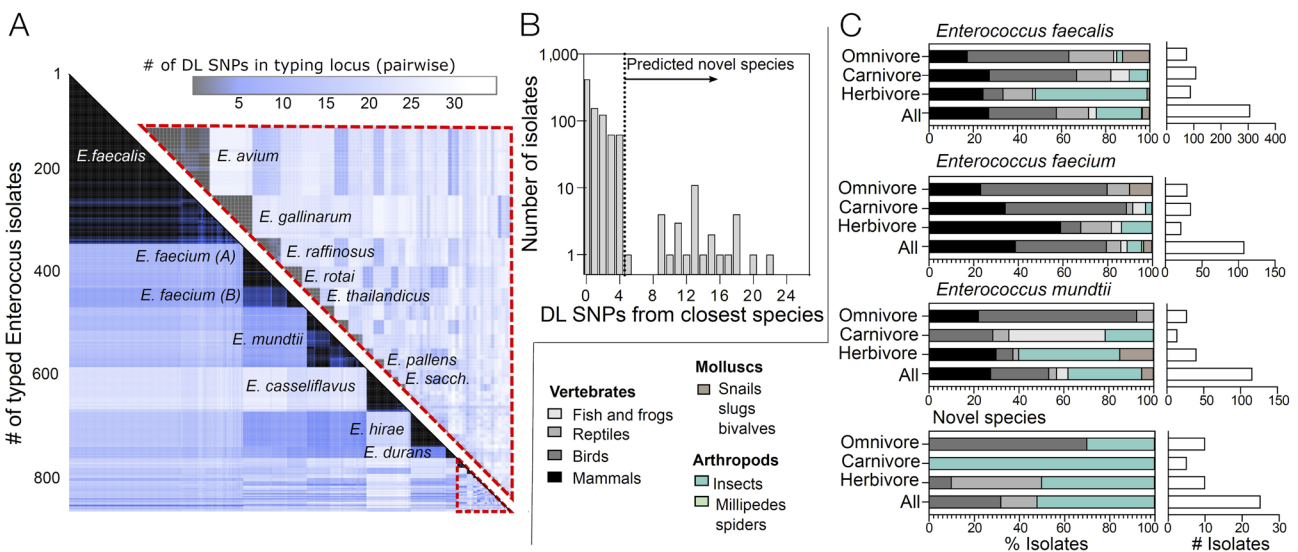 A
# of DL SNPs in typing locus (pairwise)
5 10 15 20 25 30
# of typed Enteroccus isolates
1
200
400
600
800
E.faecalis
E. avium
E. gallinarum
E. raffinosus
E. faecium (A)
E. rotai
E. faecium (B)
E. thailandicus
E. mundtii
E. pallens
E. sacch.
E. casseliflavus
E. hirae
E. durans
B
Number of isolates
1,000
100
10
1
Predicted novel species
0 4 8 12 16 20 24
DL SNPs from closest species
Vertebrates
Fish and frogs
Reptiles
Birds
Mammals
Molluscs
Snails
slugs
bivalves
Arthropods
Insects
Millipedes
spiders
C
Enterococcus faecalis
Omnivore
Carnivore
Herbivore
All
0 20 40 60 80 100
0 100 200 300 400
Enterococcus faecium
Omnivore
Carnivore
Herbivore
All
0 20 40 60 80 100
0 50 100 150
Enterococcus mundtii
Omnivore
Carnivore
Herbivore
All
0 20 40 60 80 100
0 50 100 150
Novel species
Omnivore
Carnivore
Herbivore
All
0 20 40 60 80 100
0 10 20 30
% Isolates
# Isolates